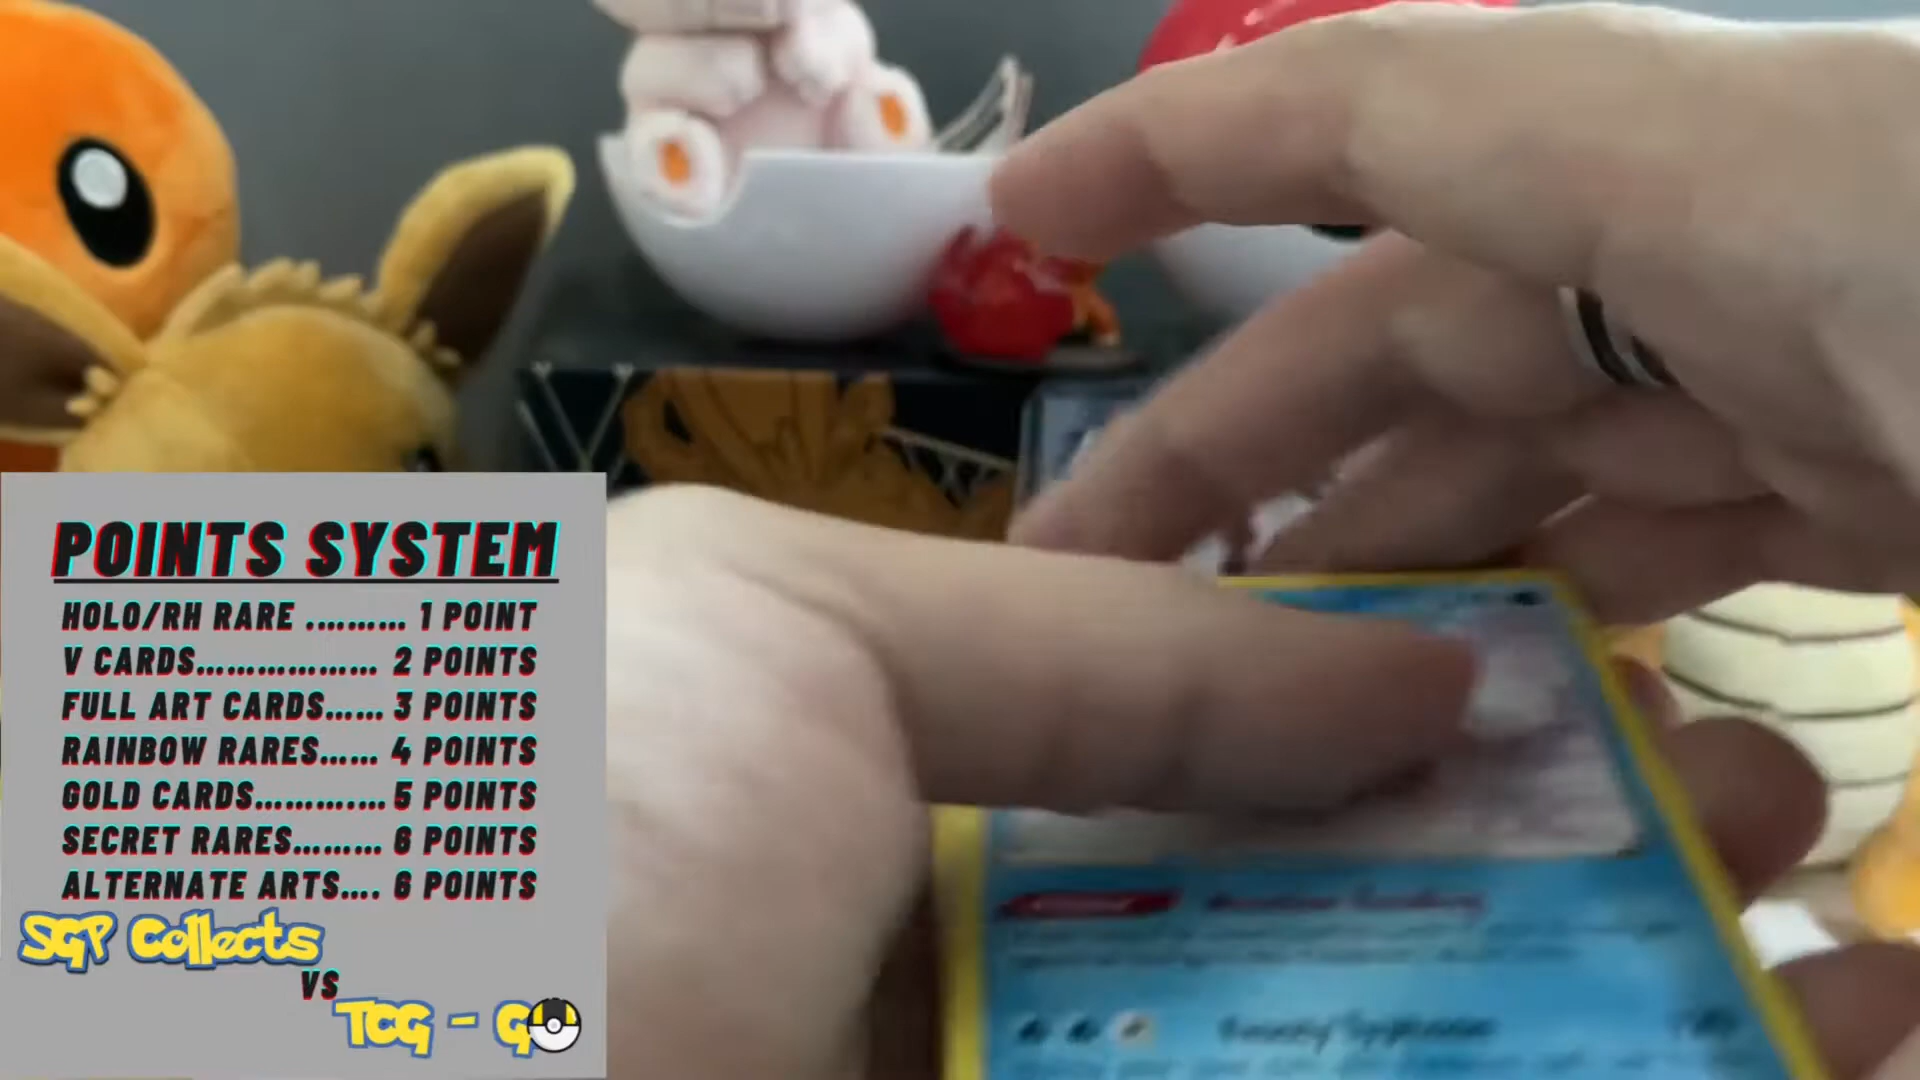 POINTS SYSTEM
HOLO/RH RARE .......... 1 POINT
V CARDS.................. 2 POINTS
FULL ART CARDS...... 3 POINTS
RAINBOW RARES...... 4 POINTS
GOLD CARDS............. 5 POINTS
SECRET RARES......... 6 POINTS
ALTERNATE ARTS.... 6 POINTS
SGP Collects
VS
TCG - GO